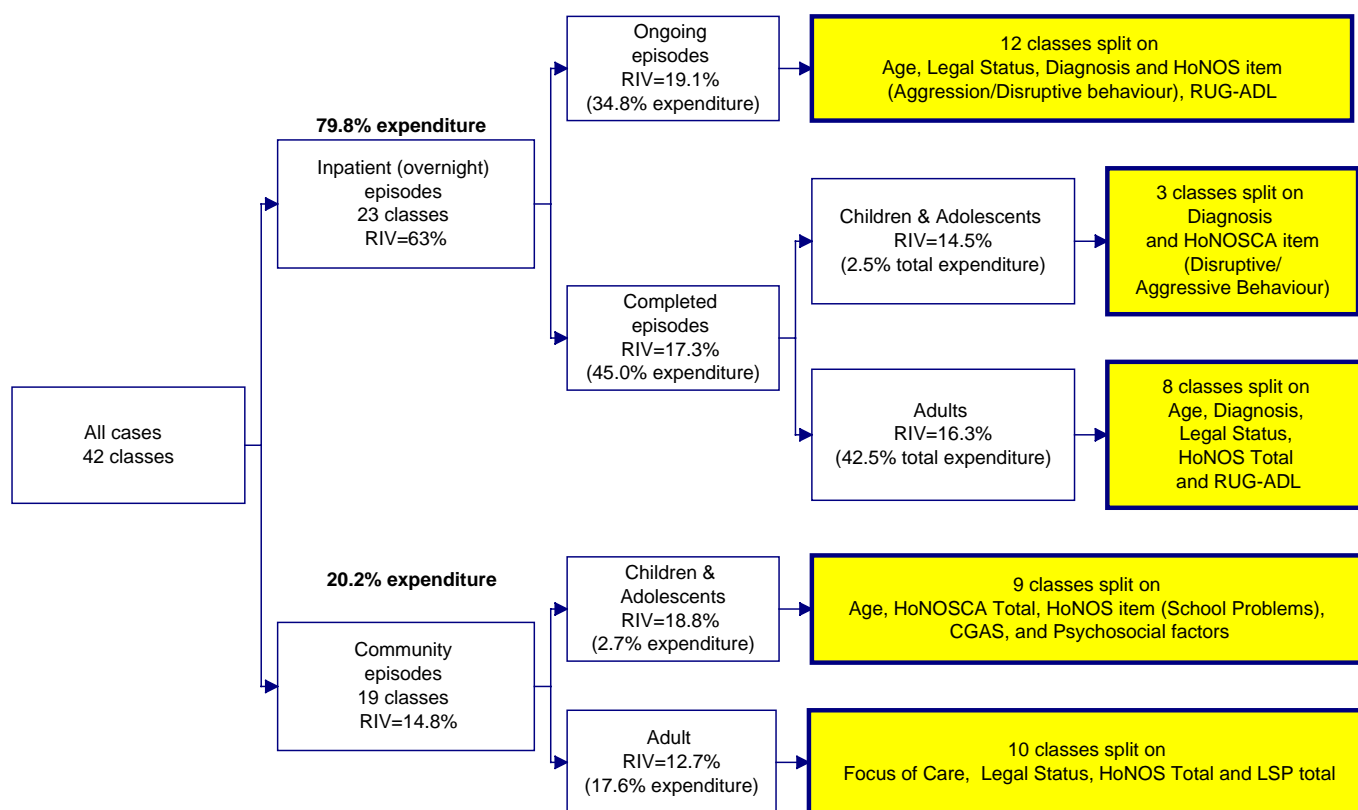 All cases
42 classes
79.8% expenditure
Inpatient (overnight)
episodes
23 classes
RIV=63%
Ongoing
episodes
RIV=19.1%
(34.8% expenditure)
12 classes split on
Age, Legal Status, Diagnosis and HoNOS item
(Aggression/Disruptive behaviour), RUG-ADL
Completed
episodes
RIV=17.3%
(45.0% expenditure)
Children & Adolescents
RIV=14.5%
(2.5% total expenditure)
3 classes split on
Diagnosis
and HoNOSCA item
(Disruptive/
Aggressive Behaviour)
Adults
RIV=16.3%
(42.5% total expenditure)
8 classes split on
Age, Diagnosis,
Legal Status,
HoNOS Total
and RUG-ADL
20.2% expenditure
Community
episodes
19 classes
RIV=14.8%
Children &
Adolescents
RIV=18.8%
(2.7% expenditure)
9 classes split on
Age, HoNOSCA Total, HoNOS item (School Problems),
CGAS, and Psychosocial factors
Adult
RIV=12.7%
(17.6% expenditure)
10 classes split on
Focus of Care, Legal Status, HoNOS Total and LSP total